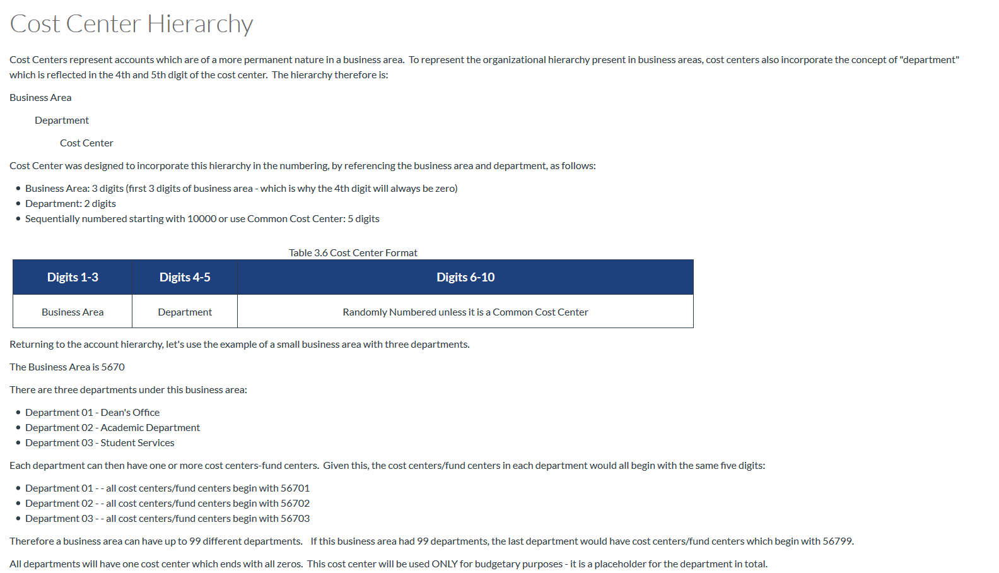 Cost Center Hierarchy
Cost Centers represent accounts which are of a more permanent nature in a business area. To represent the organizational hierarchy present in business areas, cost centers also incorporate the concept of "department"
which is reflected in the 4th and 5th digit of the cost center. The hierarchy therefore is:
Business Area
Department
Cost Center
Cost Center was designed to incorporate this hierarchy in the numbering, by referencing the business area and department, as follows:
• Business Area: 3 digits (first 3 digits of business area - which is why the 4th digit will always be zero)
• Department: 2 digits
• Sequentially numbered starting with 10000 or use Common Cost Center: 5 digits
Table 3.6 Cost Center Format
Digits 1-3 Digits 4-5 Digits 6-10
Business Area Department Randomly Numbered unless it is a Common Cost Center
Returning to the account hierarchy, let's use the example of a small business area with three departments.
The Business Area is 5670
There are three departments under this business area:
• Department 01 - Dean's Office
• Department 02 - Academic Department
• Department 03 - Student Services
Each department can then have one or more cost centers-fund centers. Given this, the cost centers/fund centers in each department would all begin with the same five digits:
• Department 01 - - all cost centers/fund centers begin with 56701
• Department 02 - - all cost centers/fund centers begin with 56702
• Department 03 - - all cost centers/fund centers begin with 56703
Therefore a business area can have up to 99 different departments. If this business area had 99 departments, the last department would have cost centers/fund centers which begin with 56799.
All departments will have one cost center which ends with all zeros. This cost center will be used ONLY for budgetary purposes - it is a placeholder for the department in total.